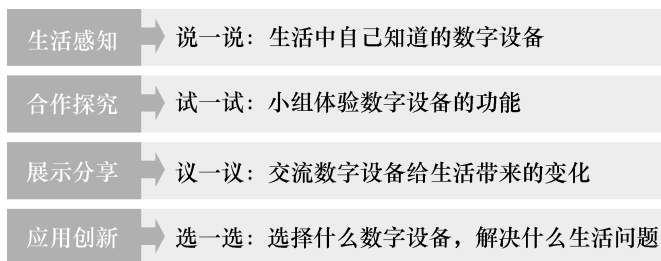 生活感知 说一说：生活中自己知道的数字设备
合作探究 试一试：小组体验数字设备的功能
展示分享 议一议：交流数字设备给生活带来的变化
应用创新 选一选：选择什么数字设备，解决什么生活问题